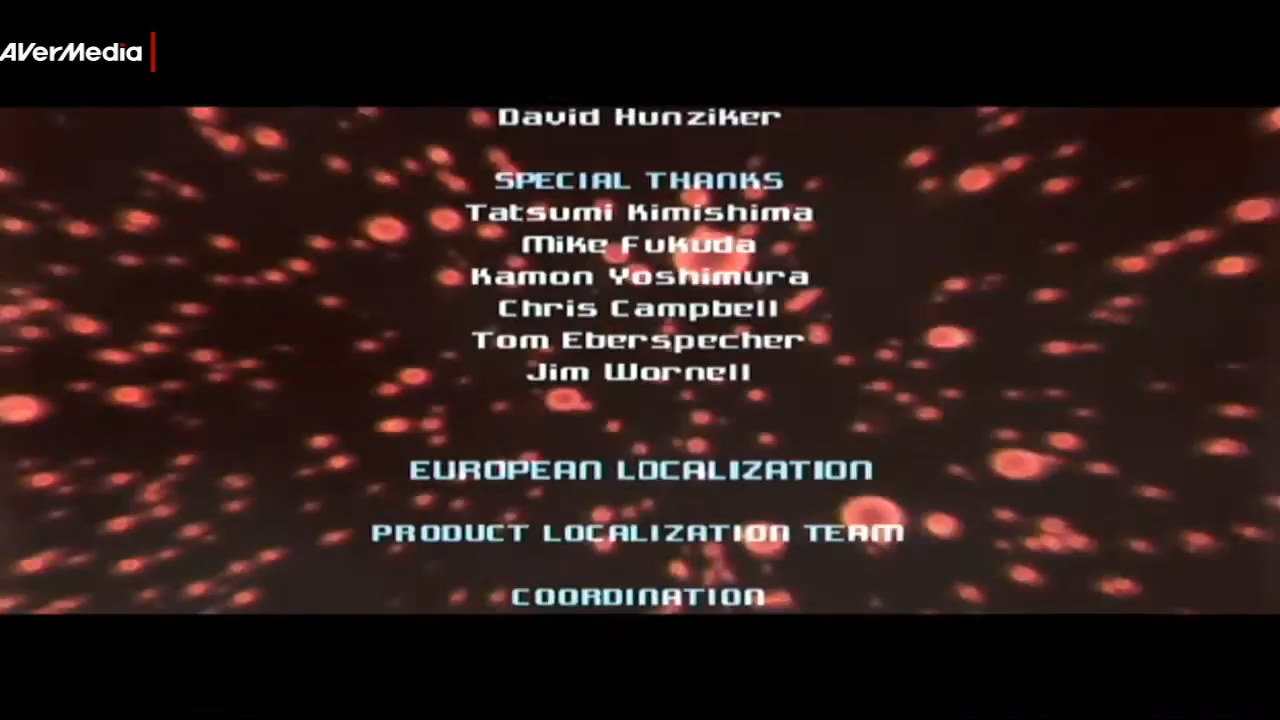 AVerMedia
David Hunziker
SPECIAL THANKS
Tatsumi Kimishima
Mike Fukuda
Kamon Yoshimura
Chris Campbell
Tom Eberspecher
Jim Wornell
EUROPEAN LOCALIZATION
PRODUCT LOCALIZATION TEAM
COORDINATION